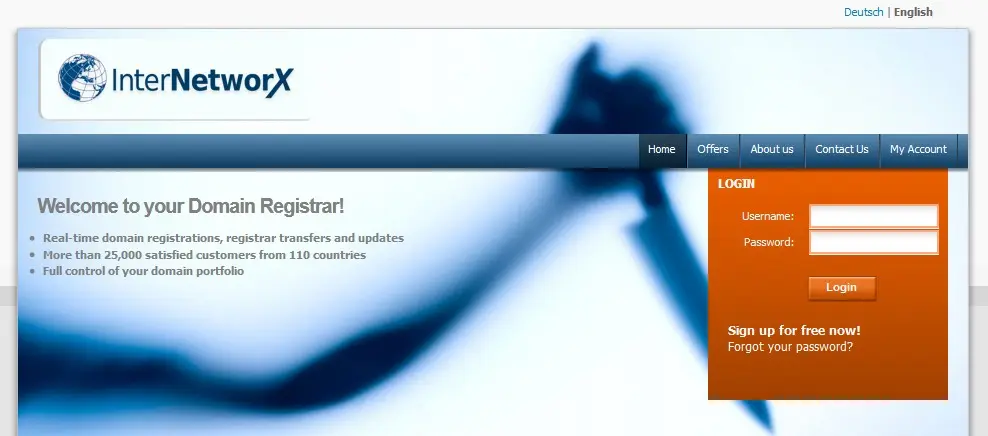 Deutsch | English
InterNetworX
Home Offers About us Contact Us My Account
Welcome to your Domain Registrar!
Real-time domain registrations, registrar transfers and updates
More than 25,000 satisfied customers from 110 countries
Full control of your domain portfolio
LOGIN
Username:
Password:
Login
Sign up for free now!
Forgot your password?